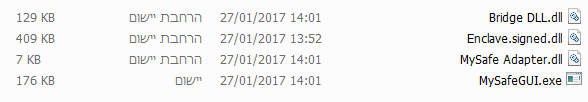 Bridge DLL.dll 27/01/2017 14:01 הרחבת יישום 129 KB
Enclave.signed.dll 27/01/2017 13:52 הרחבת יישום 409 KB
MySafe Adapter.dll 27/01/2017 14:01 הרחבת יישום 7 KB
MySafeGUI.exe 27/01/2017 14:01 יישום 176 KB